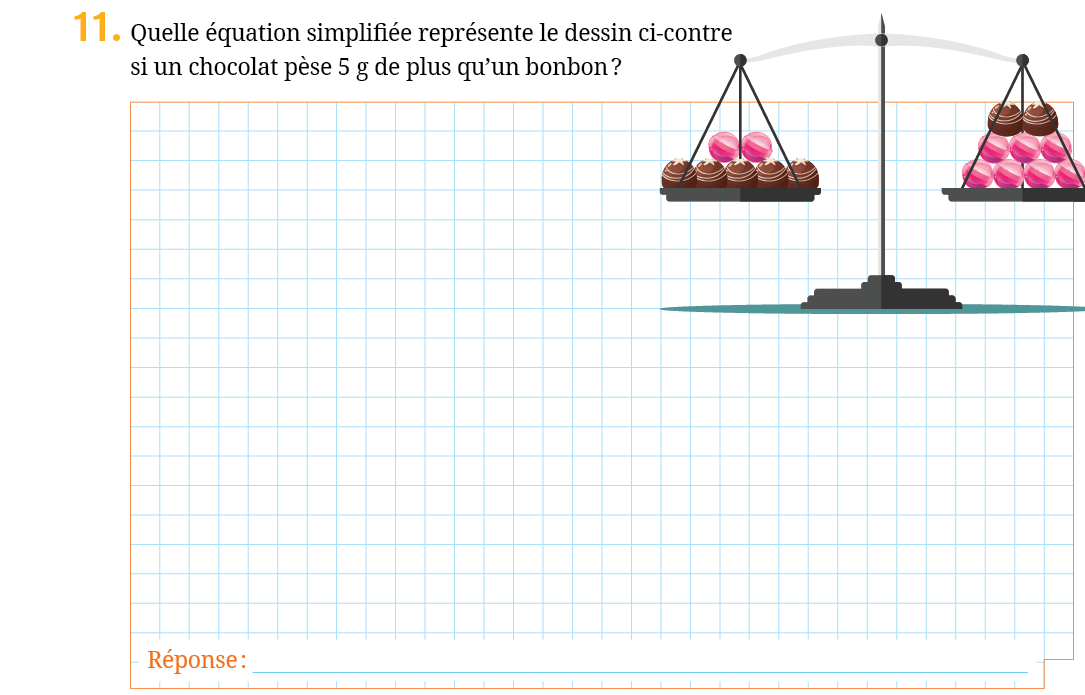 11. Quelle équation simplifiée représente le dessin ci-contre
si un chocolat pèse 5 g de plus qu’un bonbon ?
Réponse :